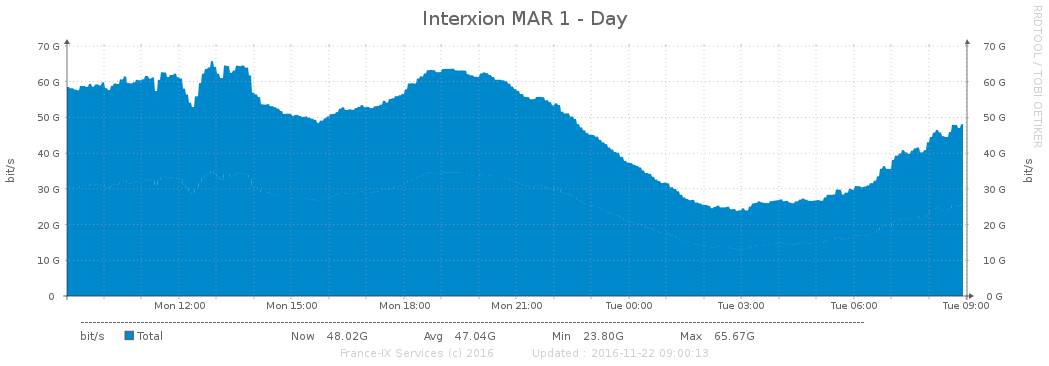 Interxion MAR 1 - Day
RRDTOOL / TOBI OETIKER
70 G 70 G
60 G 60 G
50 G 50 G
40 G 40 G
30 G 30 G
20 G 20 G
10 G 10 G
0 0 G
bit/s bit/s
Mon 12:00 Mon 15:00 Mon 18:00 Mon 21:00 Tue 00:00 Tue 03:00 Tue 06:00 Tue 09:00
bit/s Total Now 48.02G Avg 47.04G Min 23.80G Max 65.67G
France-IX Services (c) 2016 Updated : 2016-11-22 09:00:13